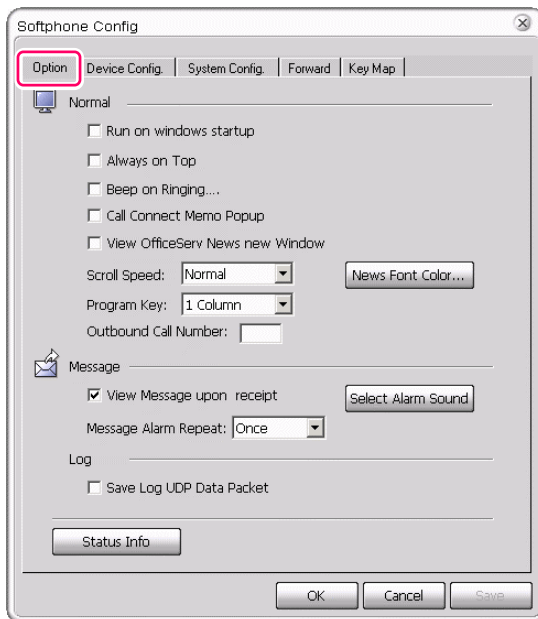 Softphone Config
Option Device Config. System Config. Forward Key Map
Normal
Run on windows startup
Always on Top
Beep on Ringing....
Call Connect Memo Popup
View OfficeServ News new Window
Scroll Speed: Normal News Font Color...
Program Key: 1 Column
Outbound Call Number:
Message
View Message upon receipt Select Alarm Sound
Message Alarm Repeat: Once
Log
Save Log UDP Data Packet
Status Info
OK Cancel Save